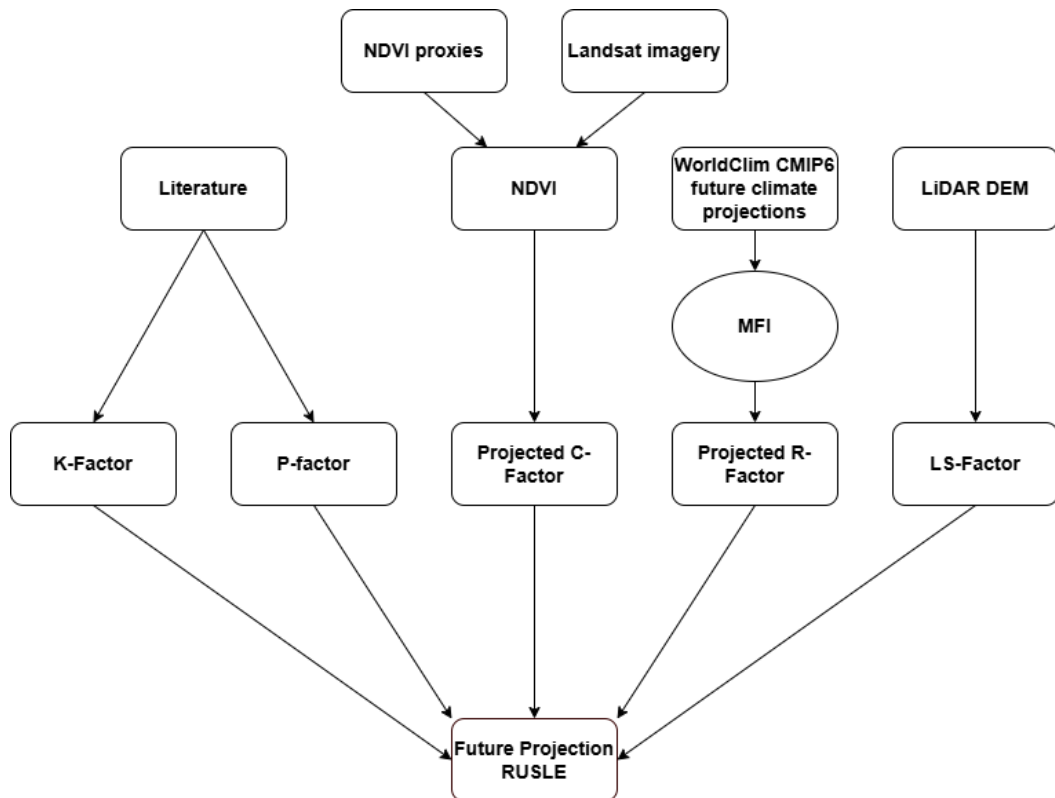 NDVI proxies
Landsat imagery
Literature
NDVI
WorldClim CMIP6
future climate
projections
LiDAR DEM
MFI
K-Factor
P-factor
Projected C-
Factor
Projected R-
Factor
LS-Factor
Future Projection
RUSLE